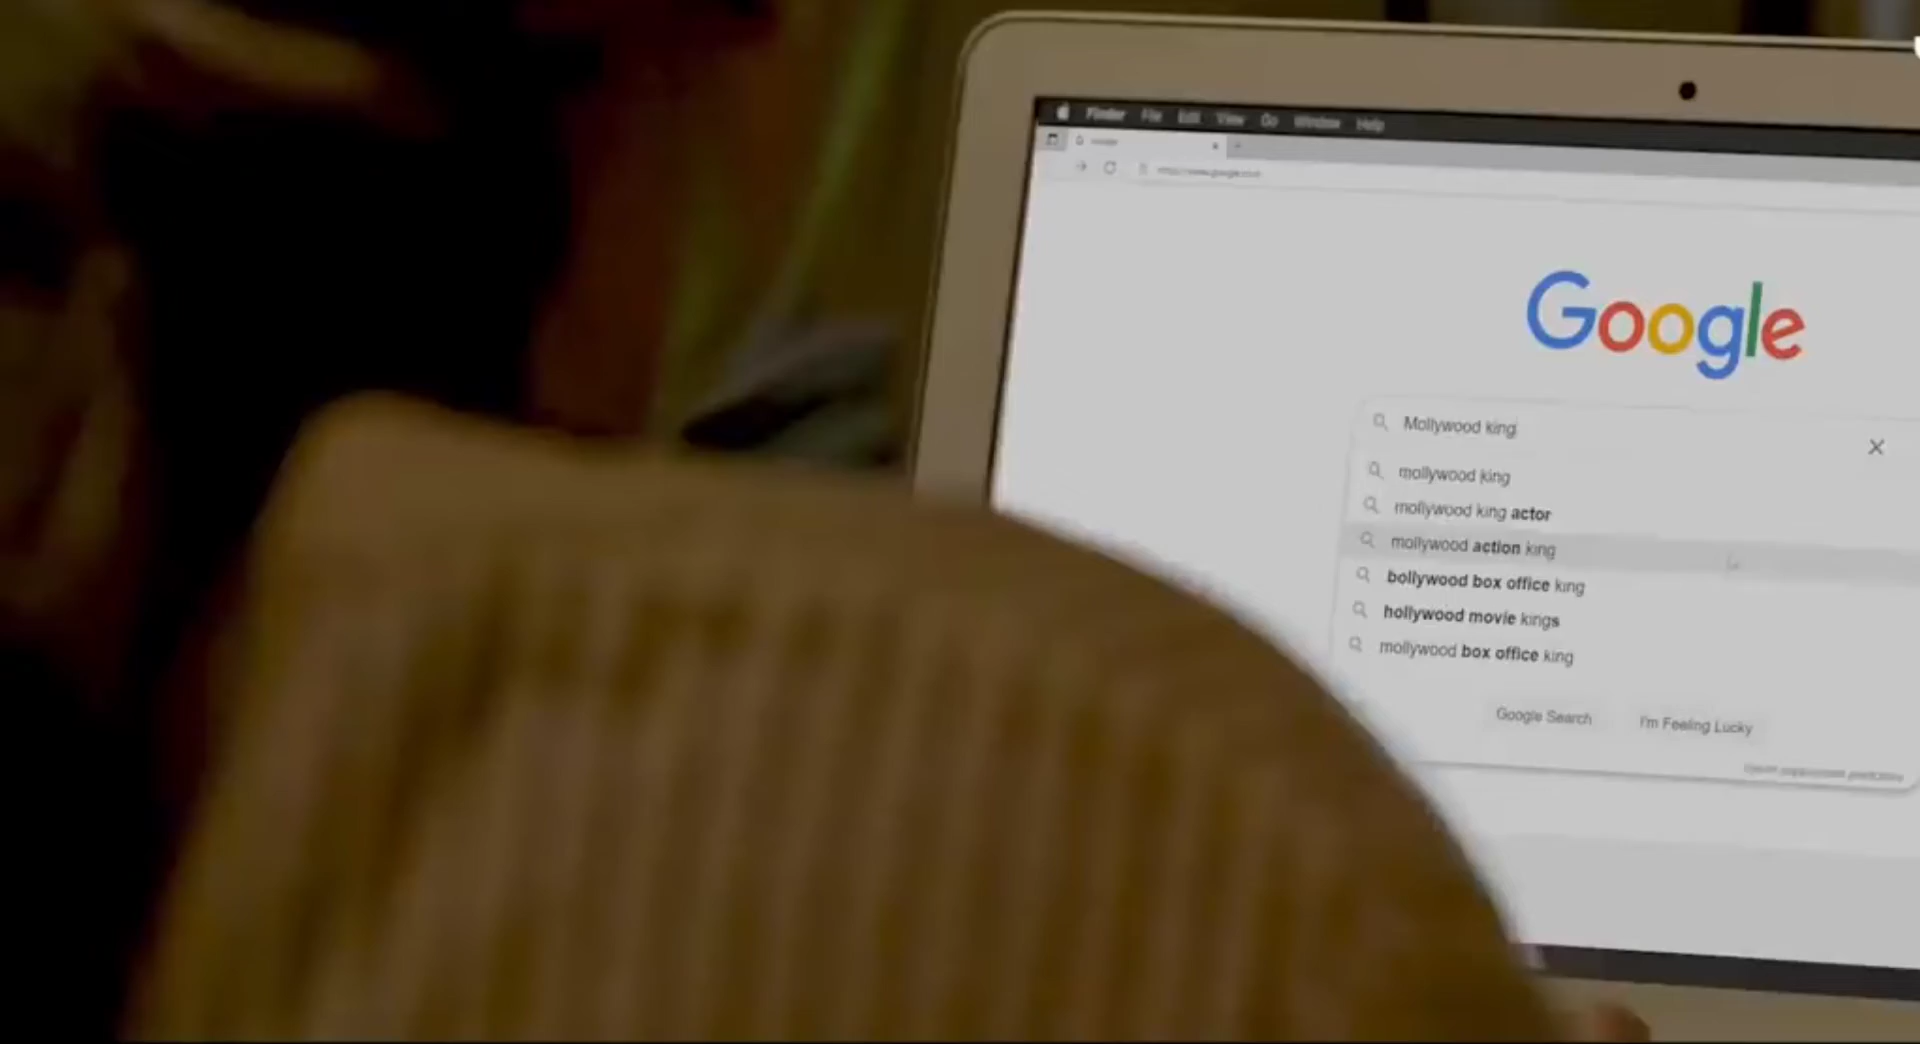 Finder File Edit View Go Window Help
Google
Mollywood king
mollywood king
mollywood king actor
mollywood action king
bollywood box office king
hollywood movie kings
mollywood box office king
Google Search I'm Feeling Lucky